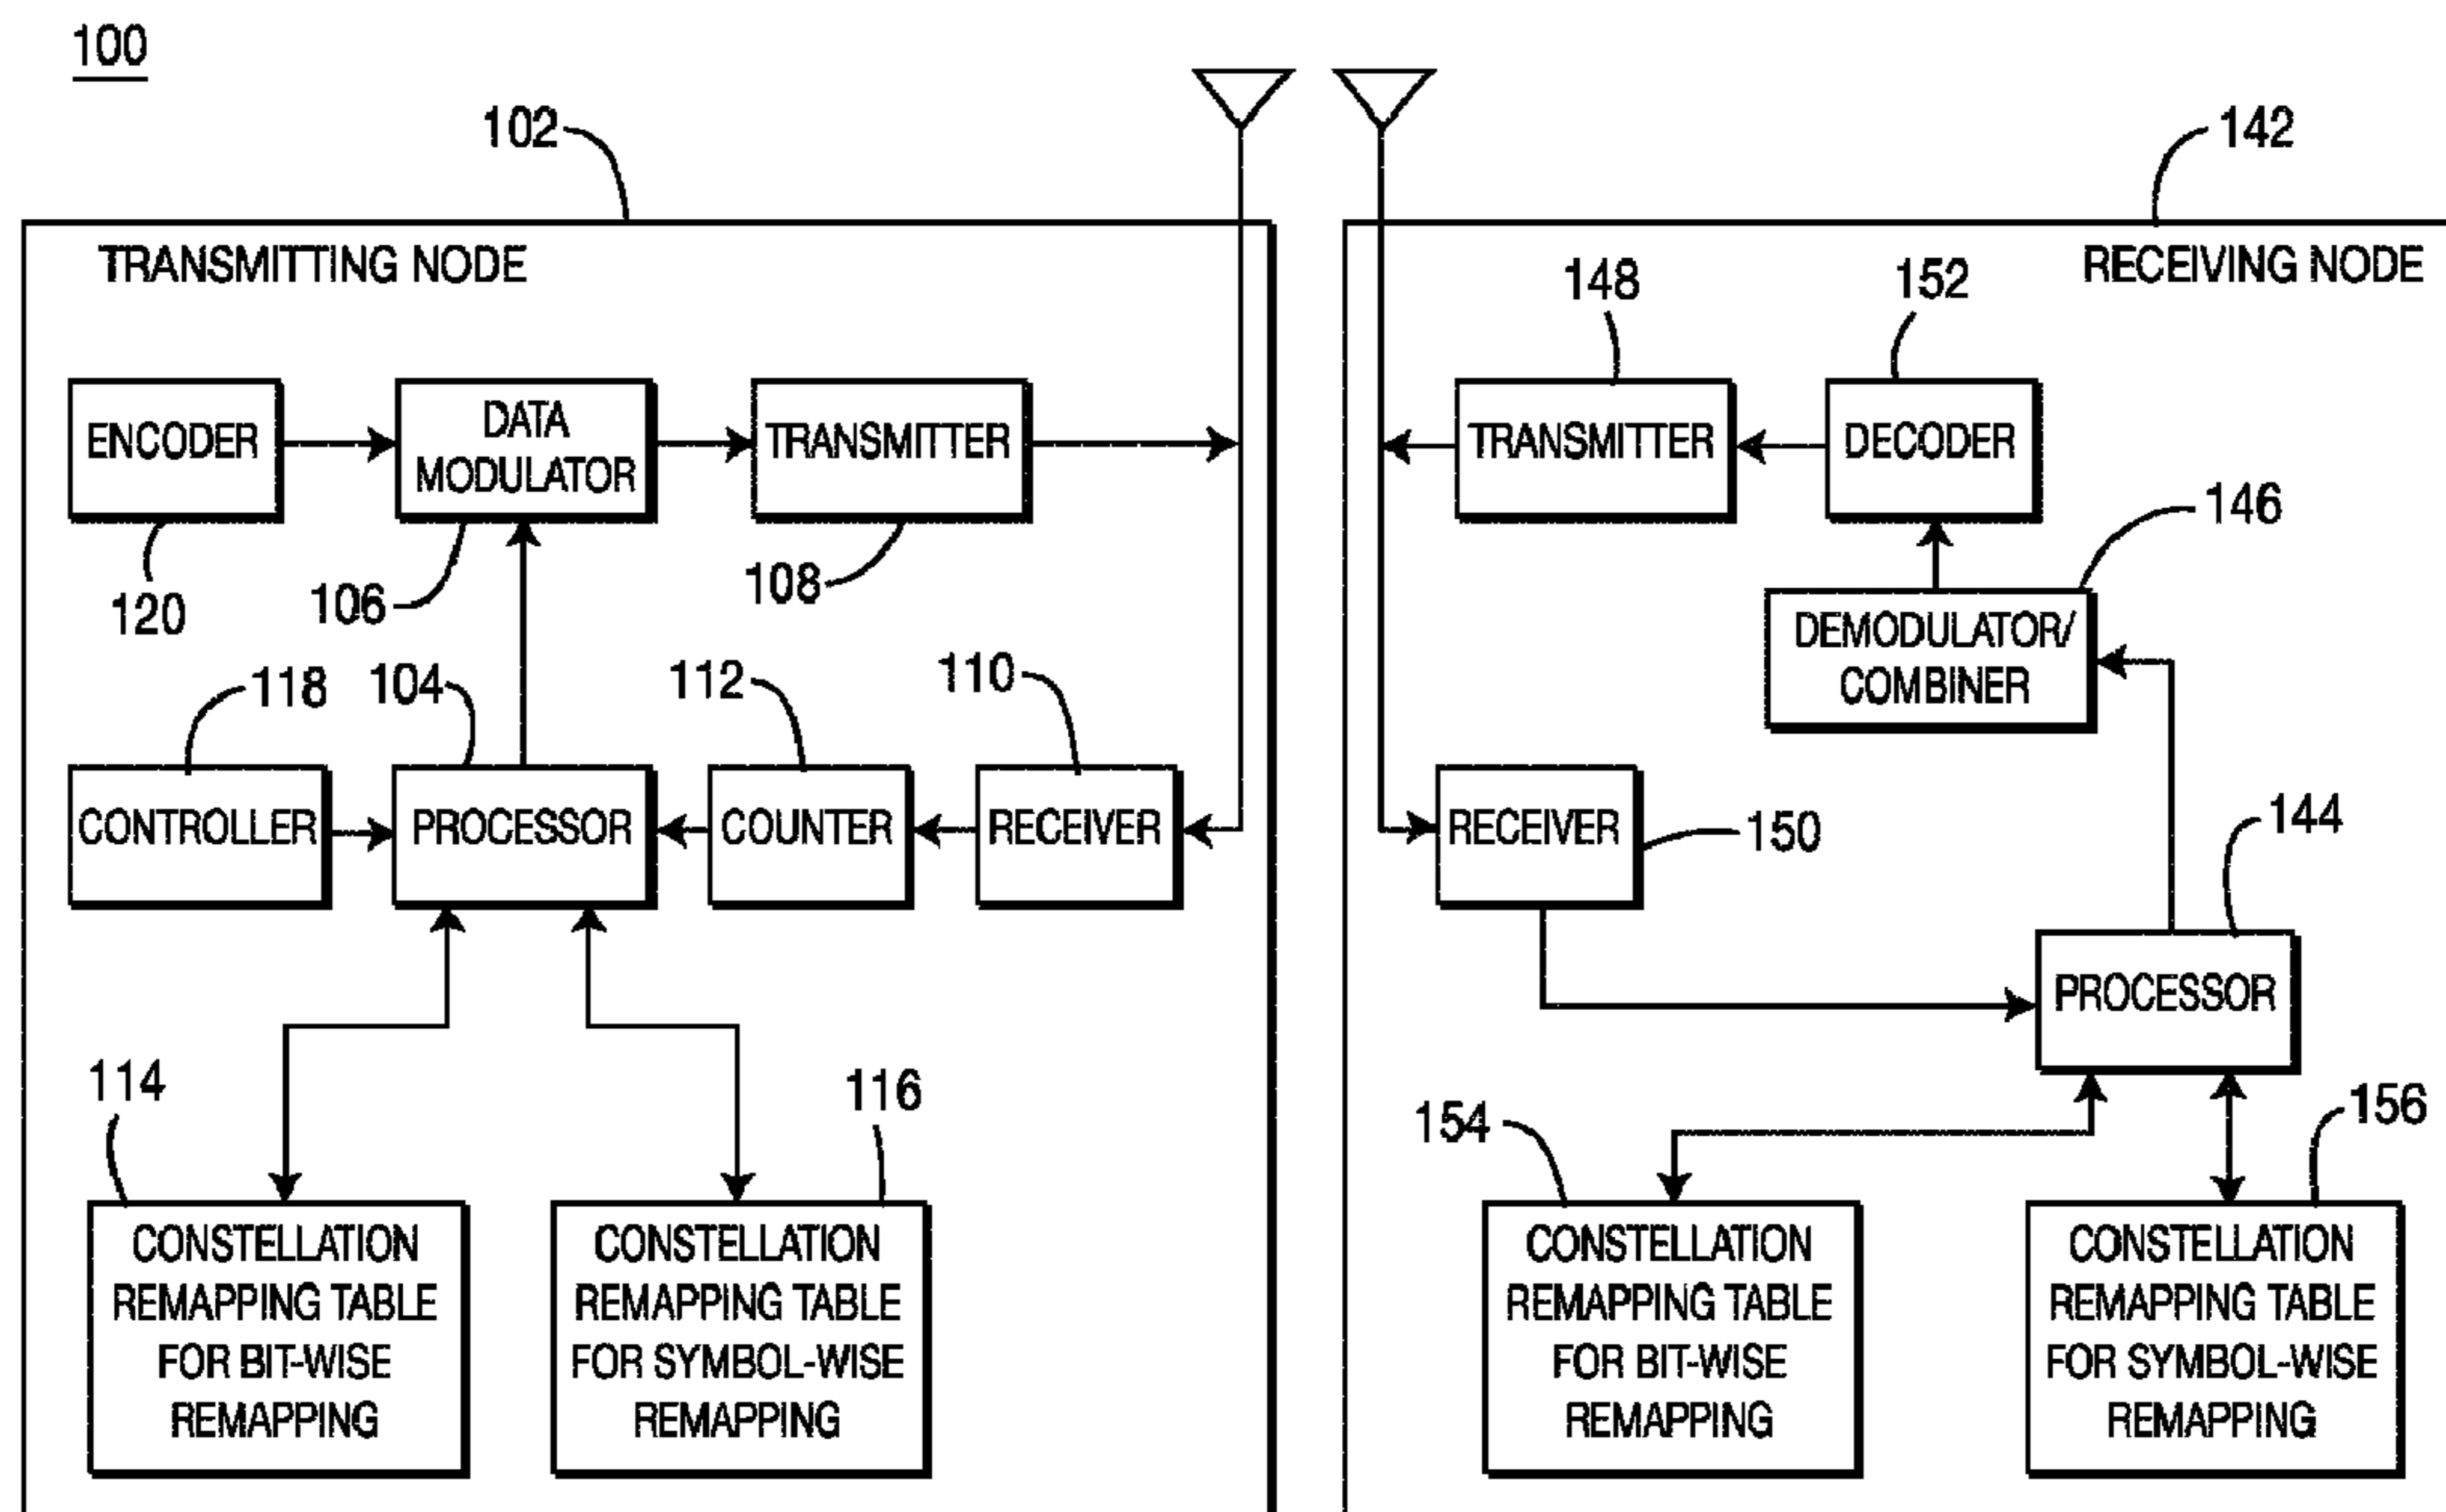 100
102
142
TRANSMITTING NODE
RECEIVING NODE
148
152
ENCODER
DATA
MODULATOR
TRANSMITTER
TRANSMITTER
DECODER
120
106
108
146
DEMODULATOR/
COMBINER
118
104
112
110
CONTROLLER
PROCESSOR
COUNTER
RECEIVER
RECEIVER
150
144
PROCESSOR
114
116
154
156
CONSTELLATION
REMAPPING TABLE
FOR BIT-WISE
REMAPPING
CONSTELLATION
REMAPPING TABLE
FOR SYMBOL-WISE
REMAPPING
CONSTELLATION
REMAPPING TABLE
FOR BIT-WISE
REMAPPING
CONSTELLATION
REMAPPING TABLE
FOR SYMBOL-WISE
REMAPPING